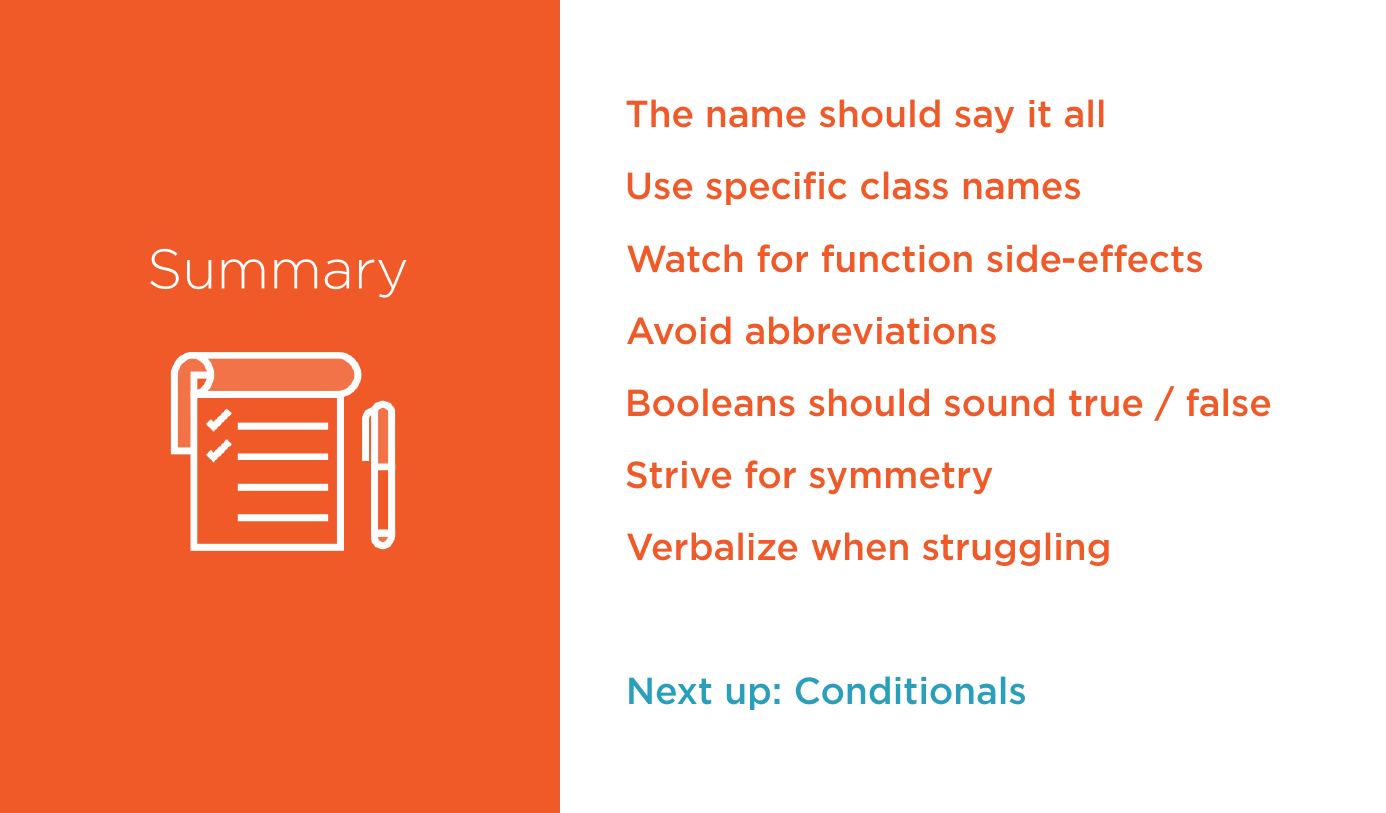 Summary
The name should say it all
Use specific class names
Watch for function side-effects
Avoid abbreviations
Booleans should sound true / false
Strive for symmetry
Verbalize when struggling
Next up: Conditionals